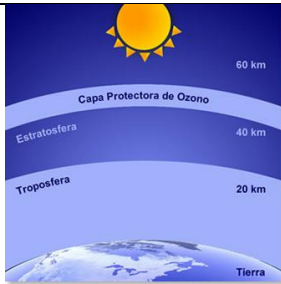 60 km
Capa Protectora de Ozono
Estratosfera
40 km
Troposfera
20 km
Tierra